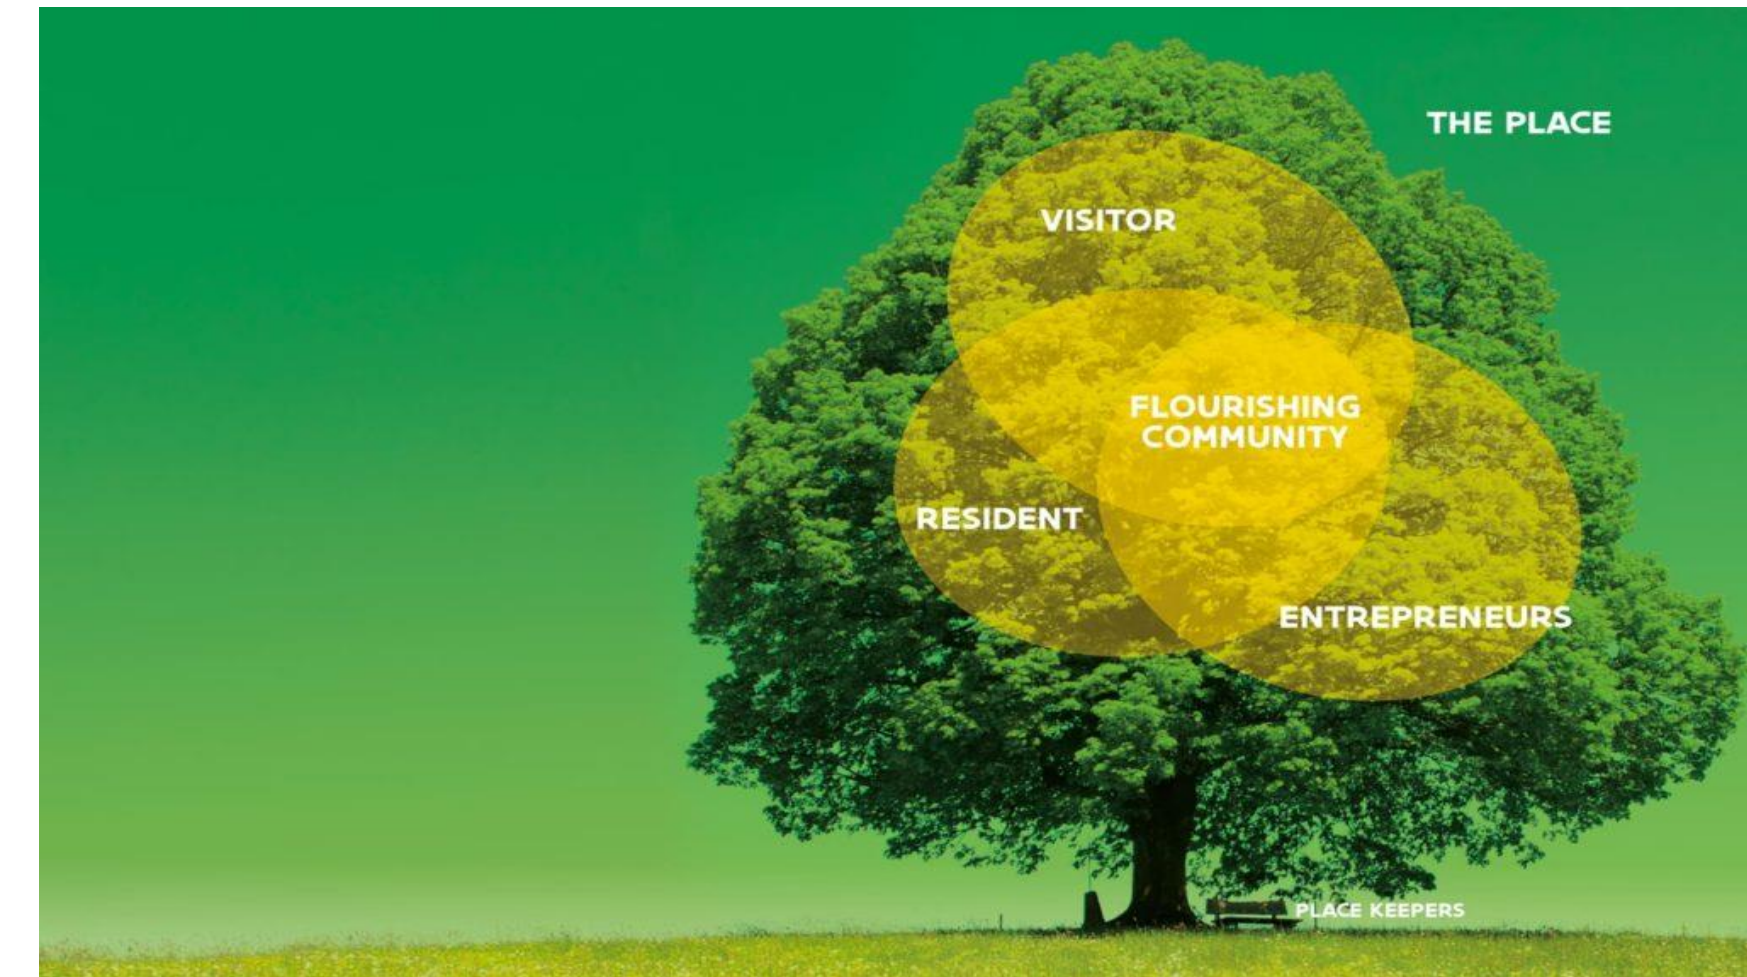 THE PLACE
VISITOR
FLOURISHING
COMMUNITY
RESIDENT
ENTREPRENEURS
PLACE KEEPERS